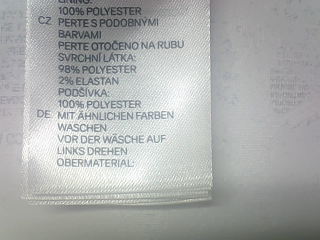 LINING:
100% POLYESTER
CZ PERTE S PODOBNÝMI
BARVAMI
PERTE OTOČENO NA RUBU
SVRCHNÍ LÁTKA:
98% POLYESTER
2% ELASTAN
PODŠÍVKA:
100% POLYESTER
DE MIT ÄHNLICHEN FARBEN
WASCHEN
VOR DER WÄSCHE AUF
LINKS DREHEN
OBERMATERIAL: